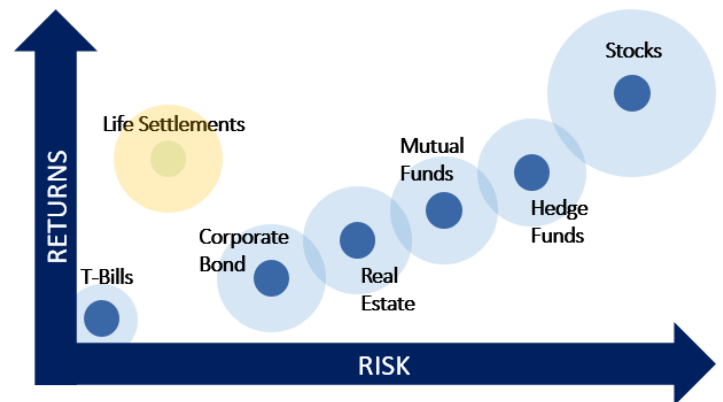 Stocks
Life Settlements
Mutual
Funds
Hedge
Funds
Corporate
Bond
Real
Estate
T-Bills
RETURNS
RISK